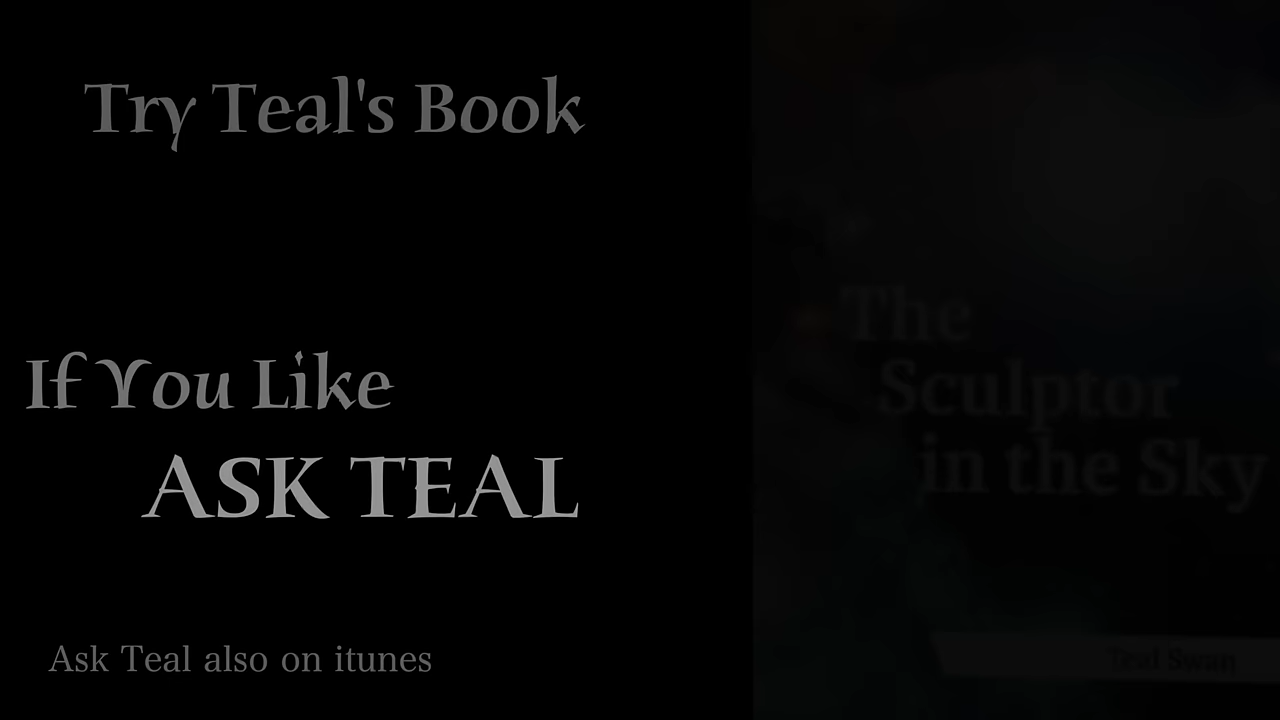 Try Teal's Book
If You Like
ASK TEAL
Ask Teal also on itunes
The
Sculptor
in the Sky
Teal Swan